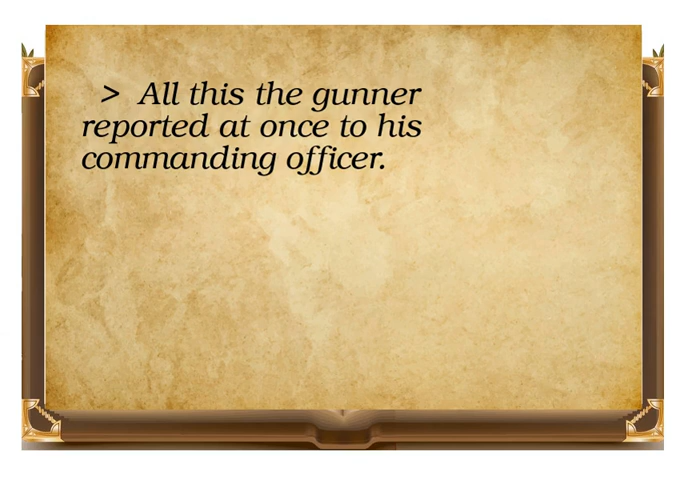 > All this the gunner
reported at once to his
commanding officer.